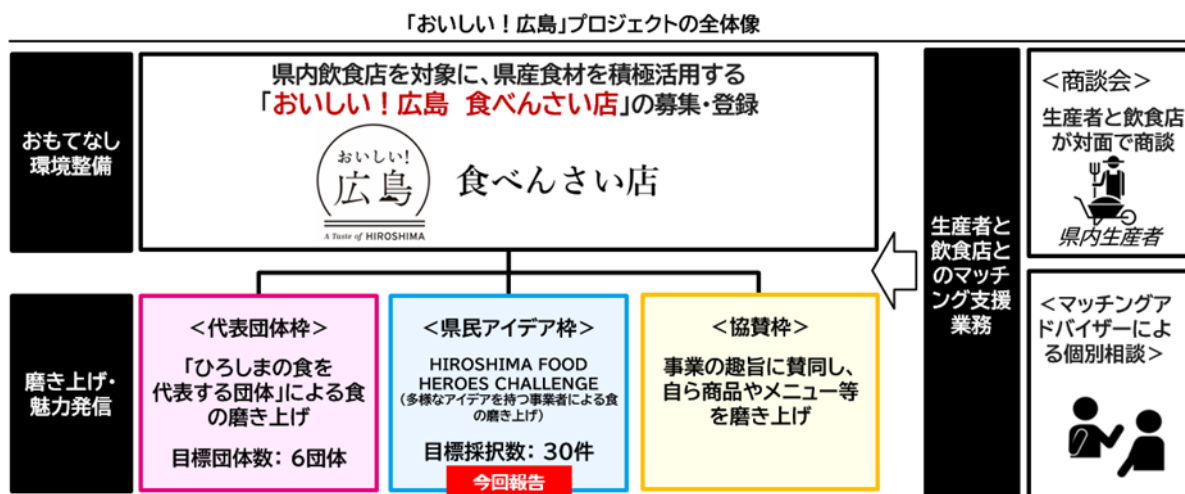 「おいしい！広島」プロジェクトの全体像
おもてなし
環境整備
県内飲食店を対象に、県産食材を積極活用する
「おいしい！広島　食べんさい店」の募集・登録
おいしい！
広島
A Taste of HIROSHIMA
食べんさい店
磨き上げ・
魅力発信
＜代表団体枠＞
「ひろしまの食を
代表する団体」による食
の磨き上げ
目標団体数： 6団体
＜県民アイデア枠＞
HIROSHIMA FOOD
HEROES CHALLENGE
（多様なアイデアを持つ事業者による食
の磨き上げ）
目標採択数： 30件
今回報告
＜協賛枠＞
事業の趣旨に賛同し、
自ら商品やメニュー等
を磨き上げ
生産者と
飲食店と
のマッチ
ング支援
業務
＜商談会＞
生産者と飲食店
が対面で商談
県内生産者
＜マッチングア
ドバイザーによ
る個別相談＞